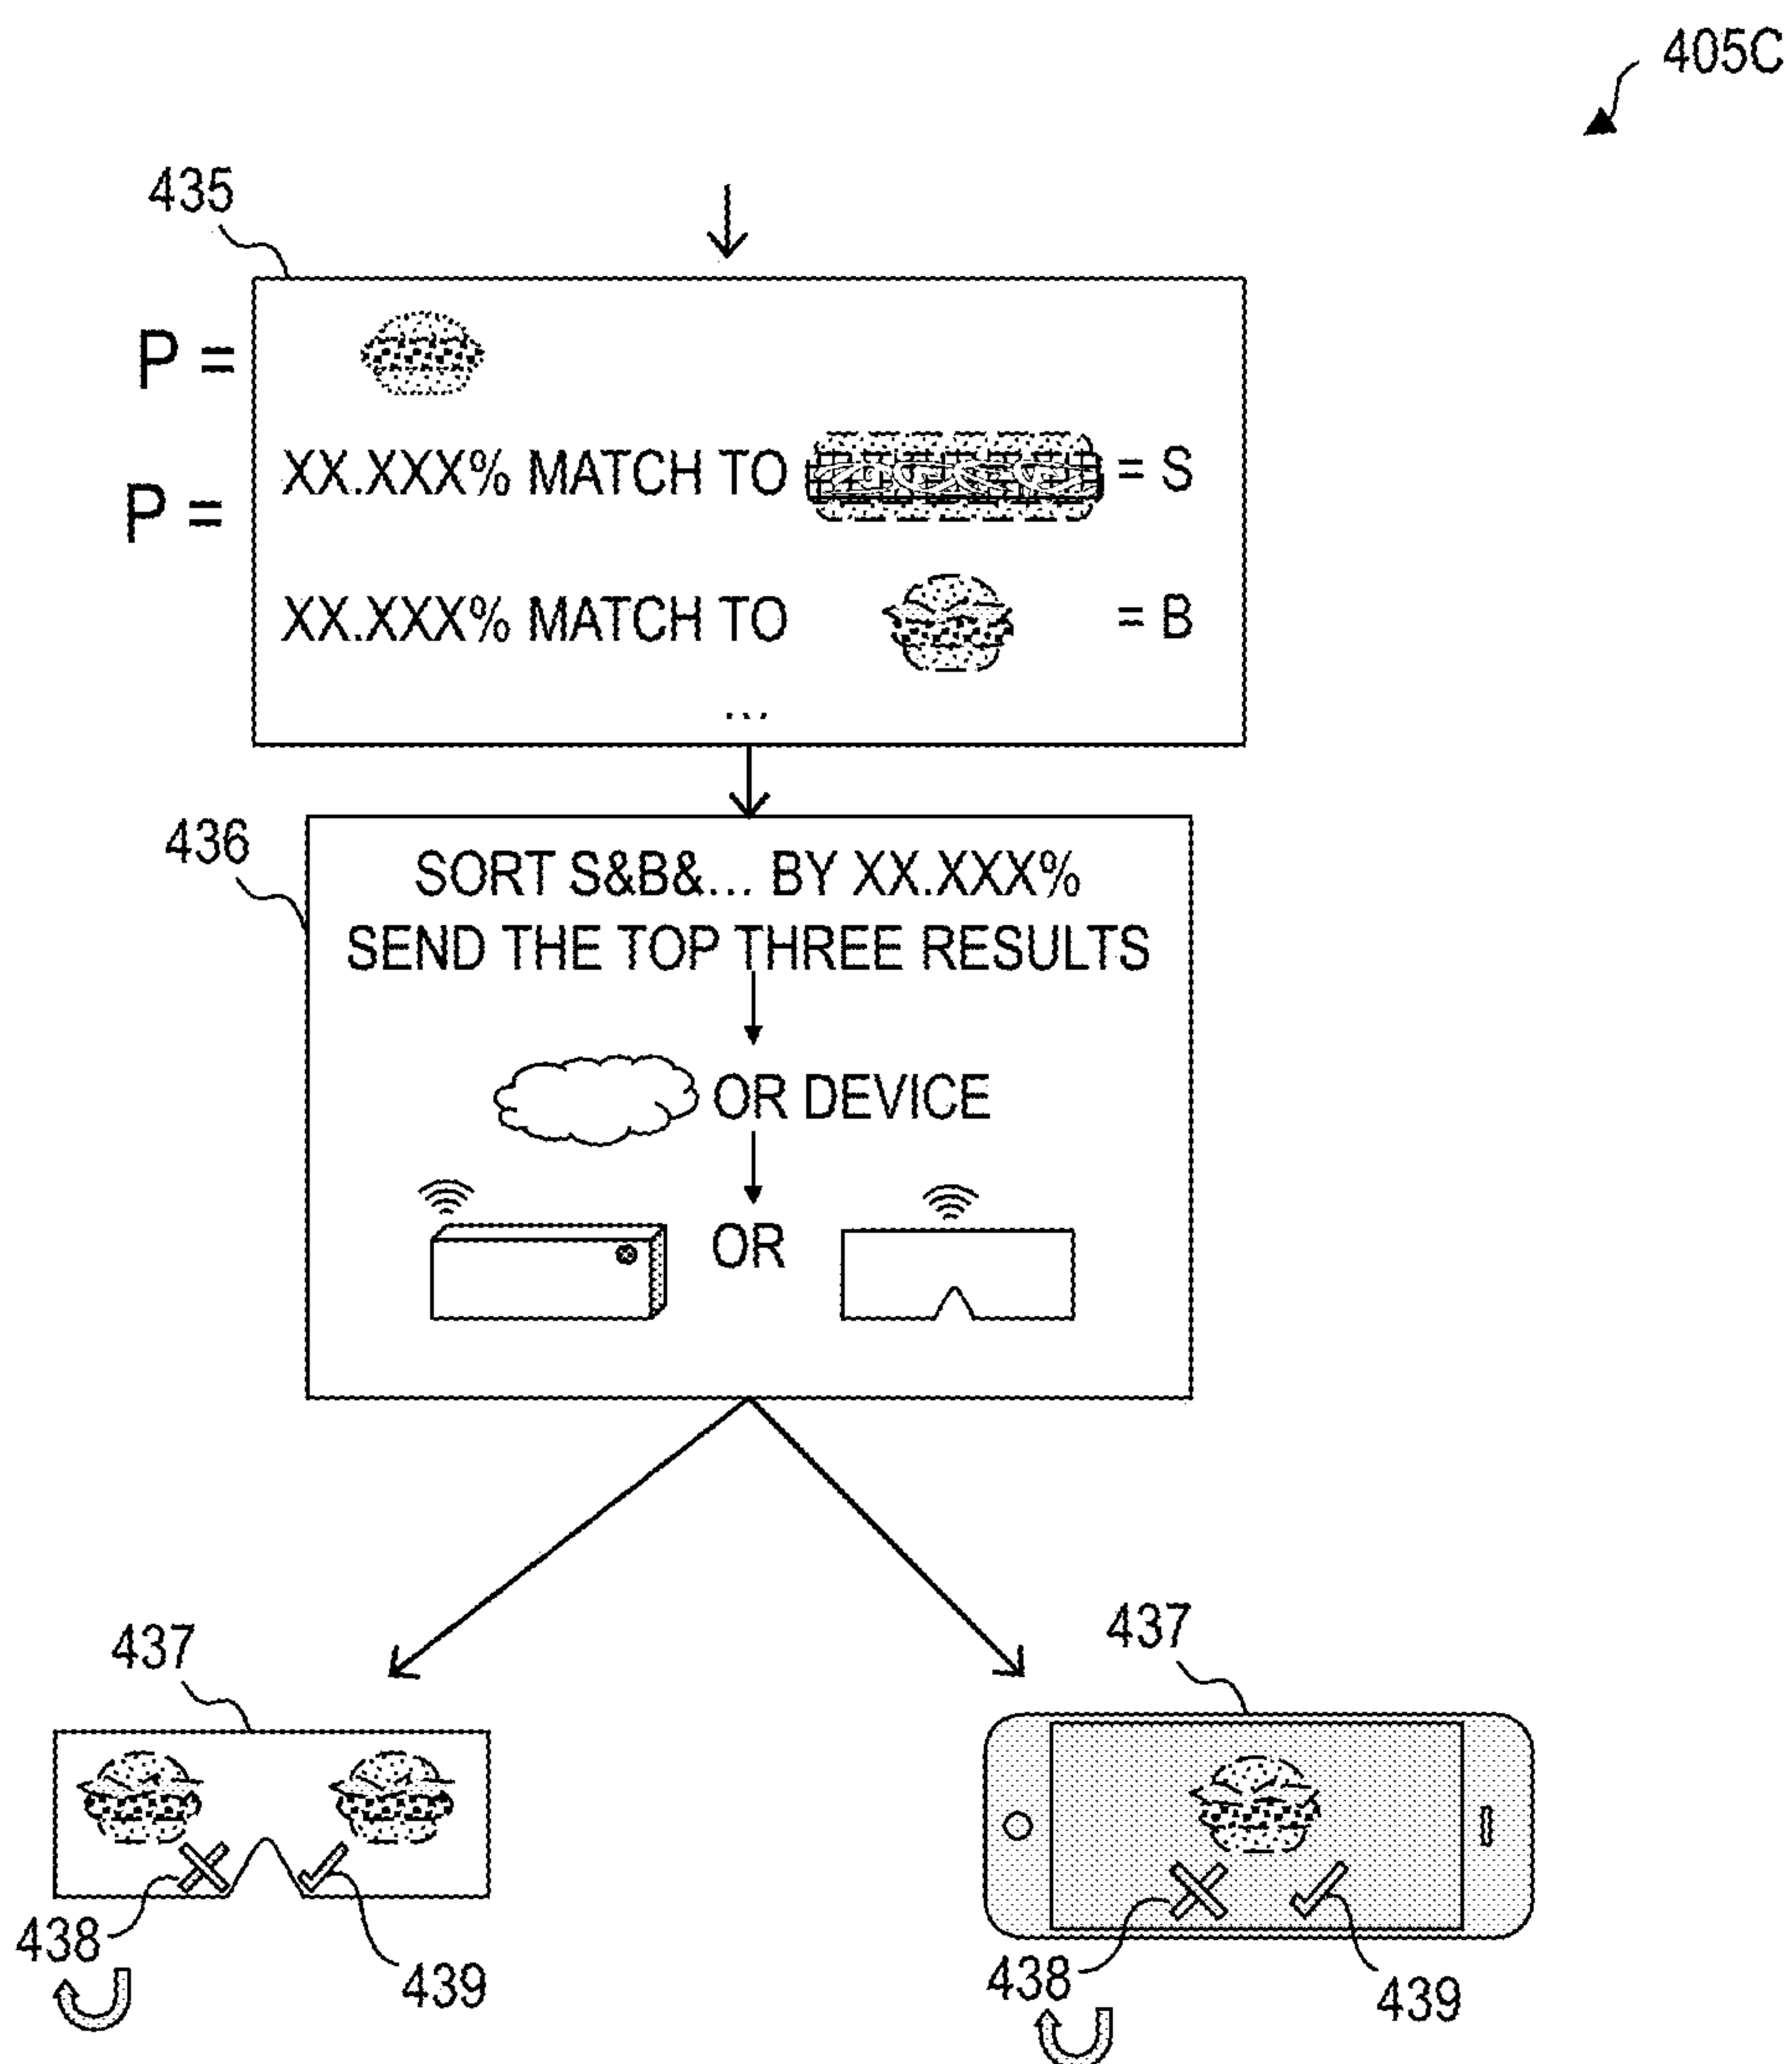 405C
435
P =
XX.XXX% MATCH TO = S
P =
XX.XXX% MATCH TO = B
...
436
SORT S&B&... BY XX.XXX%
SEND THE TOP THREE RESULTS
OR DEVICE
OR
437
437
438
439
438
439